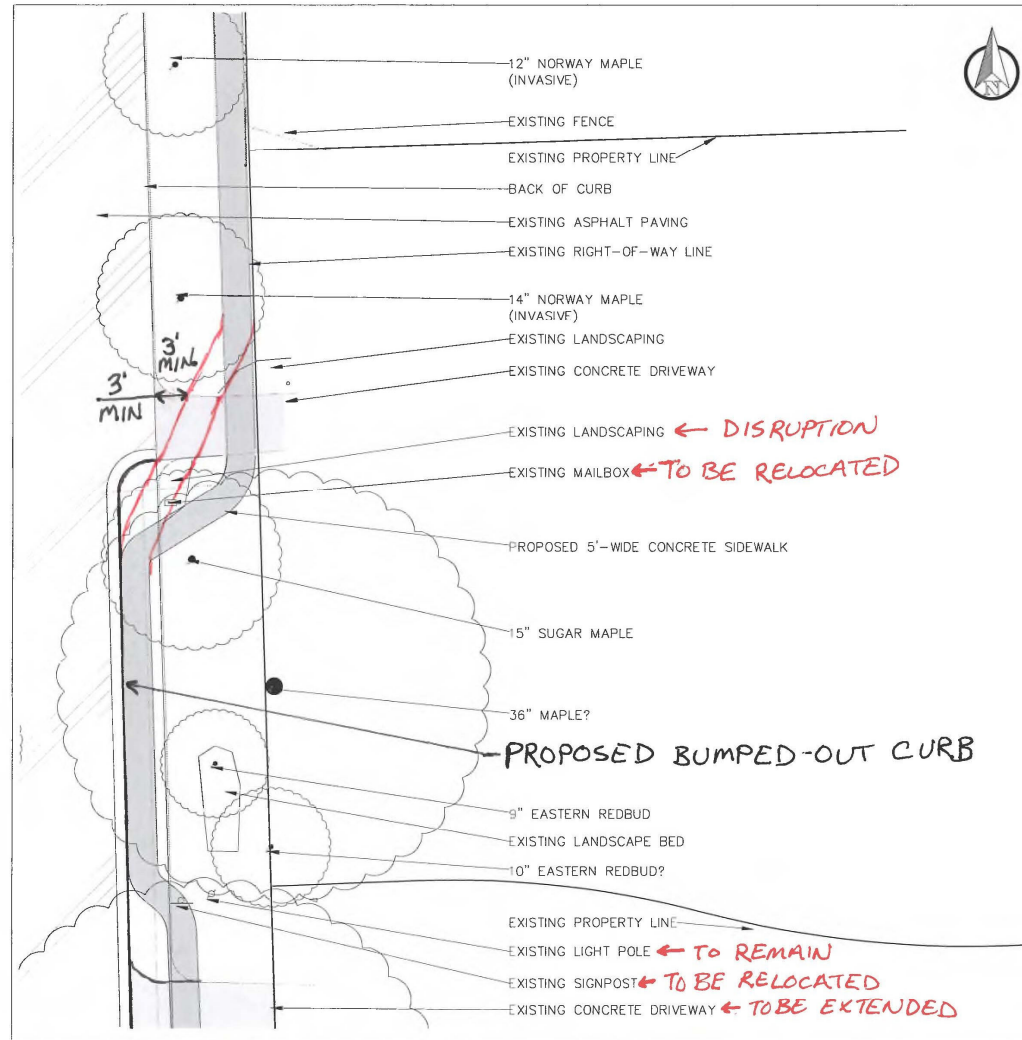 12" NORWAY MAPLE
(INVASIVE)
N
EXISTING FENCE
EXISTING PROPERTY LINE
BACK OF CURB
EXISTING ASPHALT PAVING
EXISTING RIGHT-OF-WAY LINE
14" NORWAY MAPLE
(INVASIVE)
EXISTING LANDSCAPING
3'
MIN
3'
MIN
EXISTING CONCRETE DRIVEWAY
EXISTING LANDSCAPING ← DISRUPTION
EXISTING MAILBOX ← TO BE RELOCATED
PROPOSED 5'-WIDE CONCRETE SIDEWALK
15" SUGAR MAPLE
36" MAPLE?
PROPOSED BUMPED-OUT CURB
9" EASTERN REDBUD
EXISTING LANDSCAPE BED
10" EASTERN REDBUD?
EXISTING PROPERTY LINE
EXISTING LIGHT POLE ← TO REMAIN
EXISTING SIGNPOST ← TO BE RELOCATED
EXISTING CONCRETE DRIVEWAY ← TO BE EXTENDED